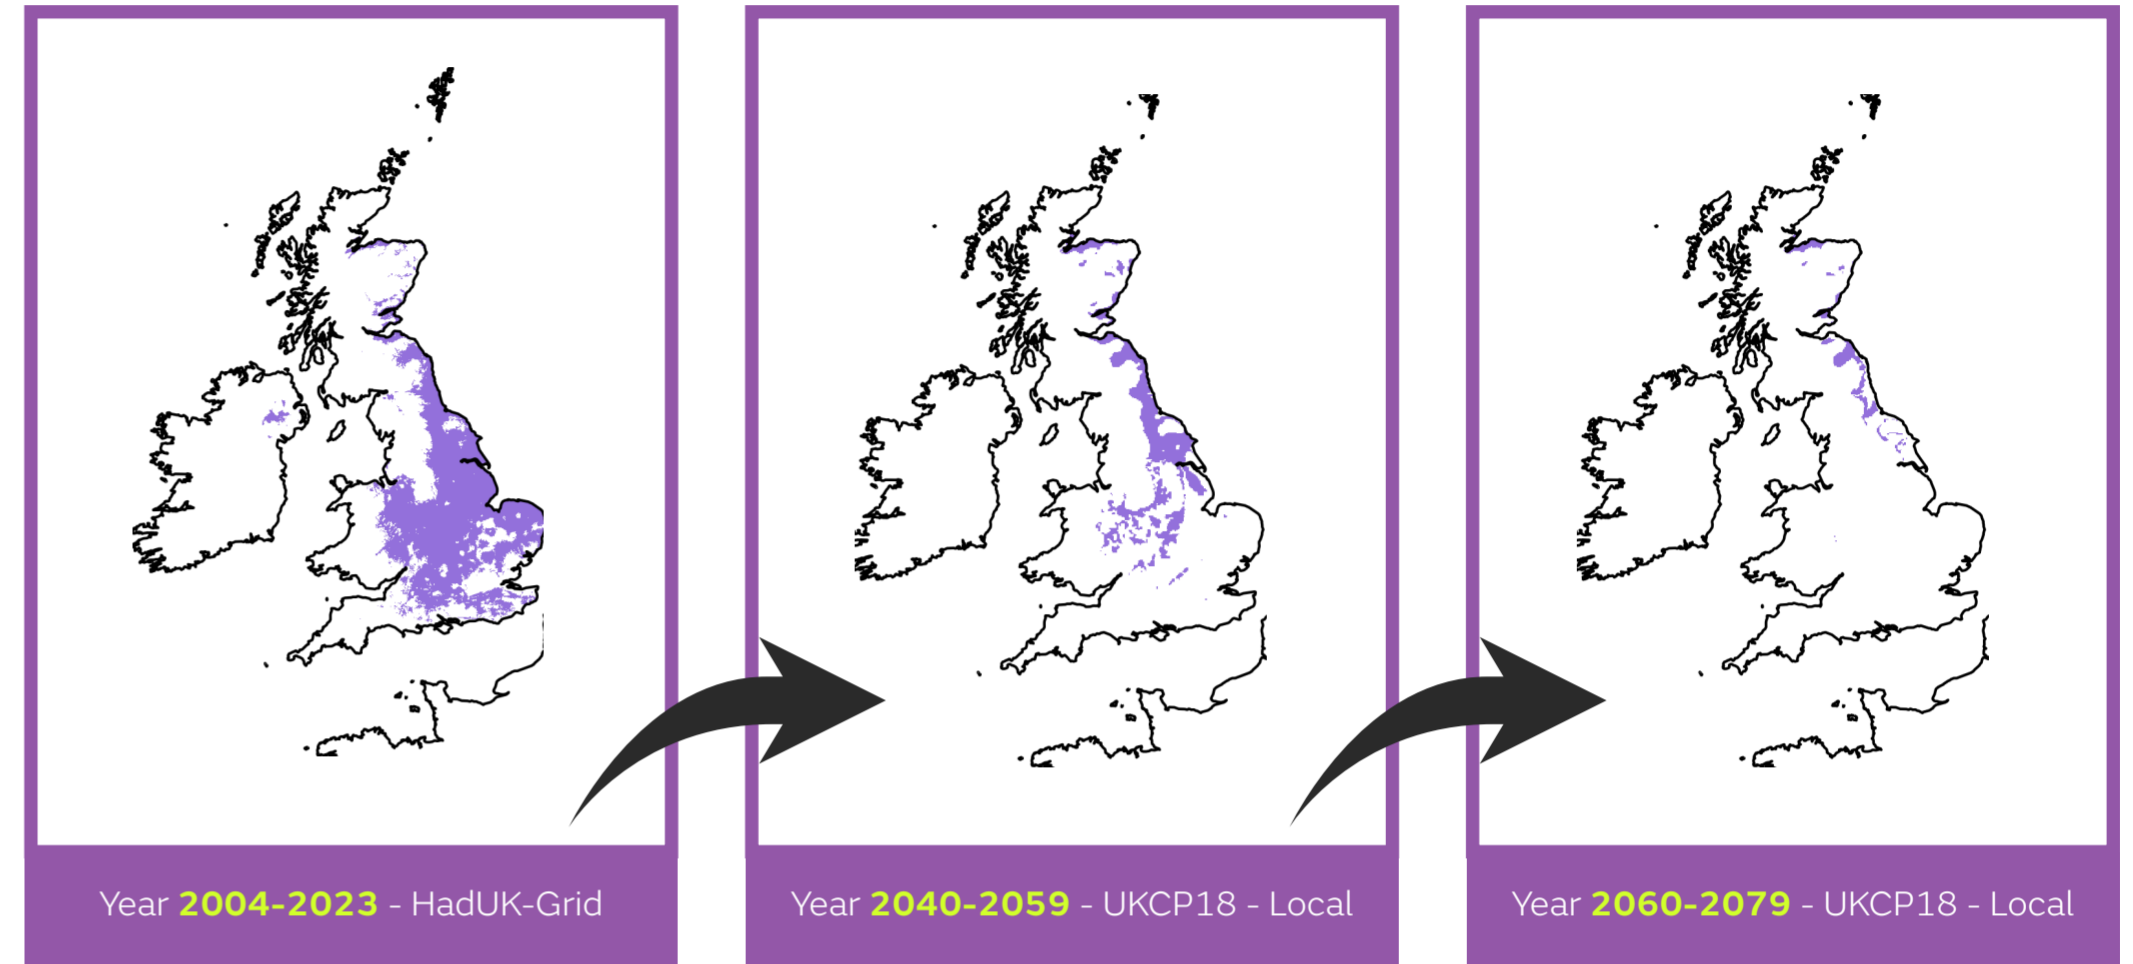 Year 2004-2023 - HadUK-Grid
Year 2040-2059 - UKCP18 - Local
Year 2060-2079 - UKCP18 - Local